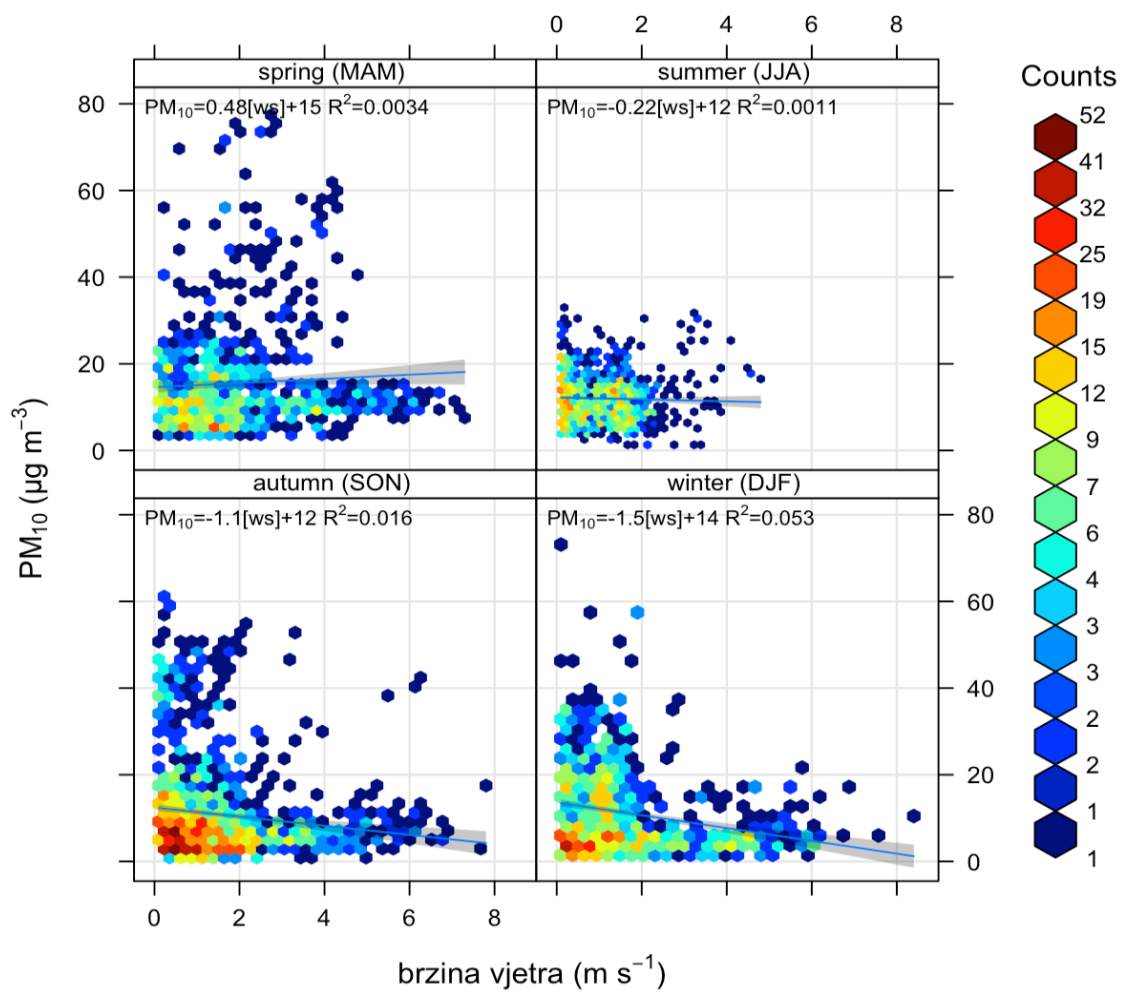 0 2 4 6 8
spring (MAM)
summer (JJA)
PM₁₀=0.48[ws]+15 R²=0.0034
PM₁₀=-0.22[ws]+12 R²=0.0011
80
60
40
20
0
autumn (SON)
winter (DJF)
PM₁₀=-1.1[ws]+12 R²=0.016
PM₁₀=-1.5[ws]+14 R²=0.053
80
60
40
20
0
0 2 4 6 8
PM₁₀ (µg m⁻³)
brzina vjetra (m s⁻¹)
Counts
52
41
32
25
19
15
12
9
7
6
4
3
3
2
2
1
1